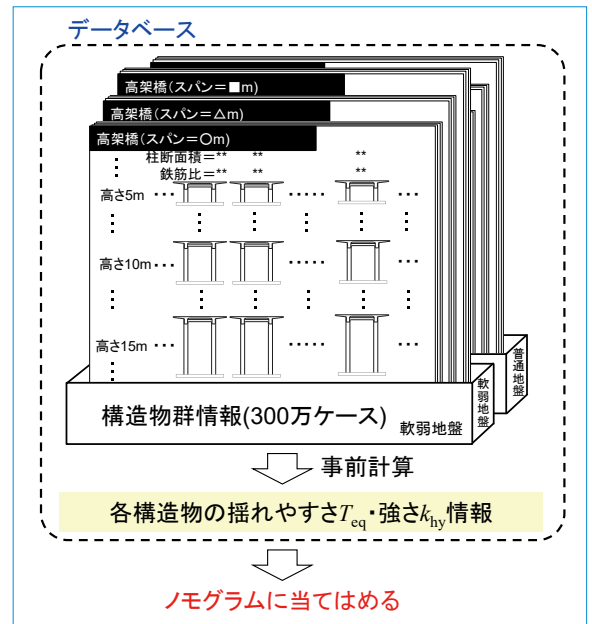 データベース
高架橋(スパン＝■m)
高架橋(スパン＝△m)
高架橋(スパン＝○m)
柱断面積＝** ** **
鉄筋比＝** ** **
高さ5m
高さ10m
高さ15m
普通地盤
軟弱地盤
構造物群情報(300万ケース) 軟弱地盤
事前計算
各構造物の揺れやすさTeq・強さkhy情報
ノモグラムに当てはめる